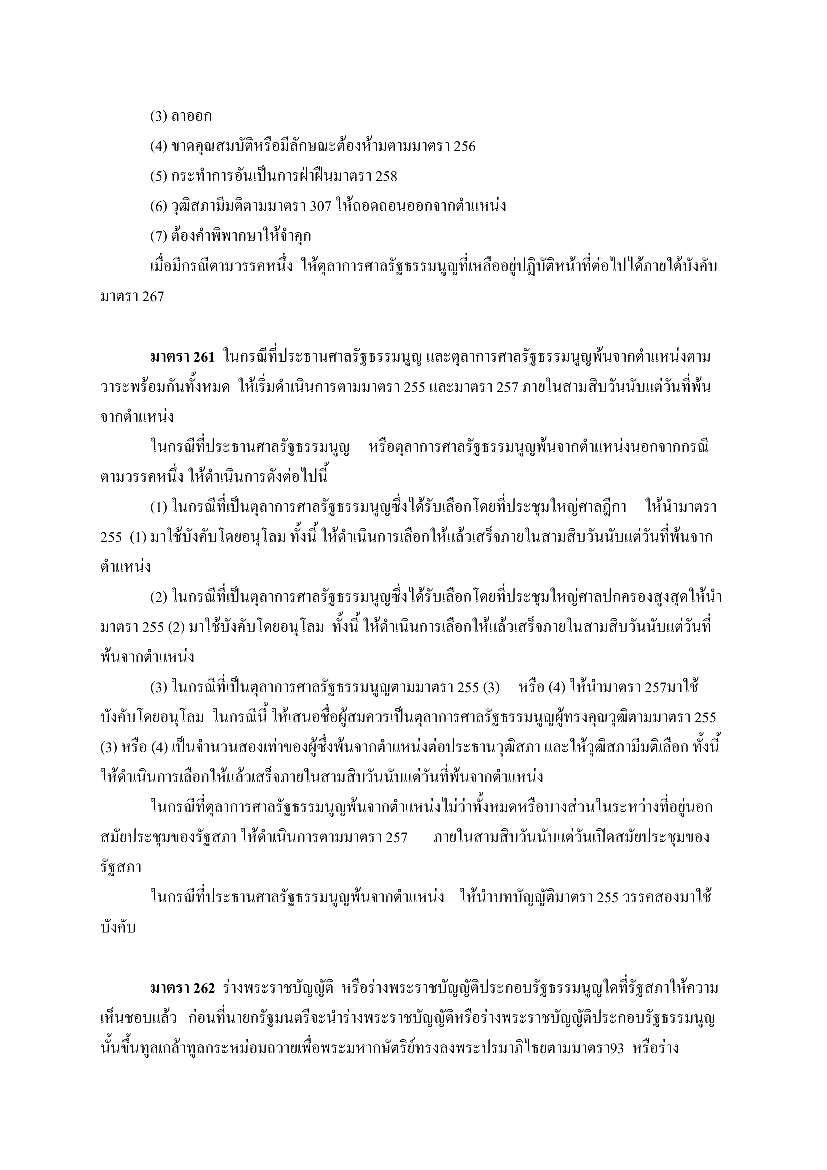 (3) ลาออก
(4) ขาดคุณสมบัติหรือมีลักษณะต้องห้ามตามมาตรา 256
(5) กระทำการอันเป็นการฝ่าฝืนมาตรา 258
(6) วุฒิสภามีมติตามมาตรา 307 ให้ถอดถอนออกจากตำแหน่ง
(7) ต้องคำพิพากษาให้จำคุก
เมื่อมีกรณีตามวรรคหนึ่ง ให้ตุลาการศาลรัฐธรรมนูญที่เหลืออยู่ปฏิบัติหน้าที่ต่อไปได้ภายใต้บังคับ
มาตรา 267
มาตรา 261 ในกรณีที่ประธานศาลรัฐธรรมนูญ และตุลาการศาลรัฐธรรมนูญพ้นจากตำแหน่งตาม
วาระพร้อมกันทั้งหมด ให้เริ่มดำเนินการตามมาตรา 255 และมาตรา 257 ภายในสามสิบวันนับแต่วันที่พ้น
จากตำแหน่ง
ในกรณีที่ประธานศาลรัฐธรรมนูญ หรือตุลาการศาลรัฐธรรมนูญพ้นจากตำแหน่งนอกจากกรณี
ตามวรรคหนึ่ง ให้ดำเนินการดังต่อไปนี้
(1) ในกรณีที่เป็นตุลาการศาลรัฐธรรมนูญซึ่งได้รับเลือกโดยที่ประชุมใหญ่ศาลฎีกา ให้นำมาตรา
255 (1) มาใช้บังคับโดยอนุโลม ทั้งนี้ ให้ดำเนินการเลือกให้แล้วเสร็จภายในสามสิบวันนับแต่วันที่พ้นจาก
ตำแหน่ง
(2) ในกรณีที่เป็นตุลาการศาลรัฐธรรมนูญซึ่งได้รับเลือกโดยที่ประชุมใหญ่ศาลปกครองสูงสุดให้นำ
มาตรา 255 (2) มาใช้บังคับโดยอนุโลม ทั้งนี้ ให้ดำเนินการเลือกให้แล้วเสร็จภายในสามสิบวันนับแต่วันที่
พ้นจากตำแหน่ง
(3) ในกรณีที่เป็นตุลาการศาลรัฐธรรมนูญตามมาตรา 255 (3) หรือ (4) ให้นำมาตรา 257มาใช้
บังคับโดยอนุโลม ในกรณีนี้ ให้เสนอชื่อผู้สมควรเป็นตุลาการศาลรัฐธรรมนูญผู้ทรงคุณวุฒิตามมาตรา 255
(3) หรือ (4) เป็นจำนวนสองเท่าของผู้ซึ่งพ้นจากตำแหน่งต่อประธานวุฒิสภา และให้วุฒิสภามีมติเลือก ทั้งนี้
ให้ดำเนินการเลือกให้แล้วเสร็จภายในสามสิบวันนับแต่วันที่พ้นจากตำแหน่ง
ในกรณีที่ตุลาการศาลรัฐธรรมนูญพ้นจากตำแหน่งไม่ว่าทั้งหมดหรือบางส่วนในระหว่างที่อยู่นอก
สมัยประชุมของรัฐสภา ให้ดำเนินการตามมาตรา 257 ภายในสามสิบวันนับแต่วันเปิดสมัยประชุมของ
รัฐสภา
ในกรณีที่ประธานศาลรัฐธรรมนูญพ้นจากตำแหน่ง ให้นำบทบัญญัติมาตรา 255 วรรคสองมาใช้
บังคับ
มาตรา 262 ร่างพระราชบัญญัติ หรือร่างพระราชบัญญัติประกอบรัฐธรรมนูญใดที่รัฐสภาให้ความ
เห็นชอบแล้ว ก่อนที่นายกรัฐมนตรีจะนำร่างพระราชบัญญัติหรือร่างพระราชบัญญัติประกอบรัฐธรรมนูญ
นั้นขึ้นทูลเกล้าทูลกระหม่อมถวายเพื่อพระมหากษัตริย์ทรงลงพระปรมาภิไธยตามมาตรา93 หรือร่าง